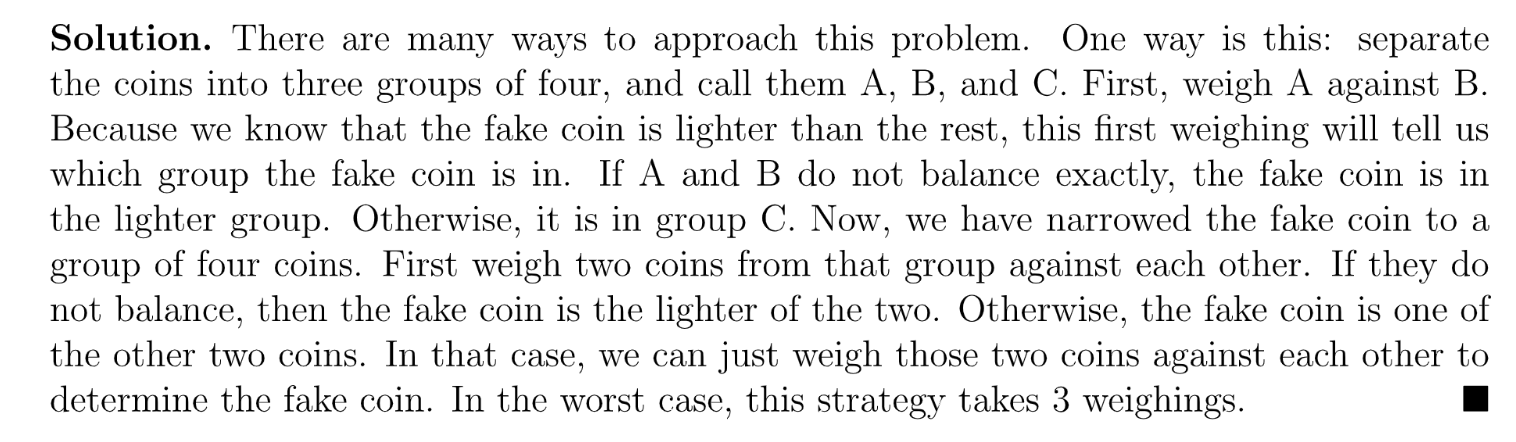 Solution. There are many ways to approach this problem. One way is this: separate
the coins into three groups of four, and call them A, B, and C. First, weigh A against B.
Because we know that the fake coin is lighter than the rest, this first weighing will tell us
which group the fake coin is in. If A and B do not balance exactly, the fake coin is in
the lighter group. Otherwise, it is in group C. Now, we have narrowed the fake coin to a
group of four coins. First weigh two coins from that group against each other. If they do
not balance, then the fake coin is the lighter of the two. Otherwise, the fake coin is one of
the other two coins. In that case, we can just weigh those two coins against each other to
determine the fake coin. In the worst case, this strategy takes 3 weighings. ■